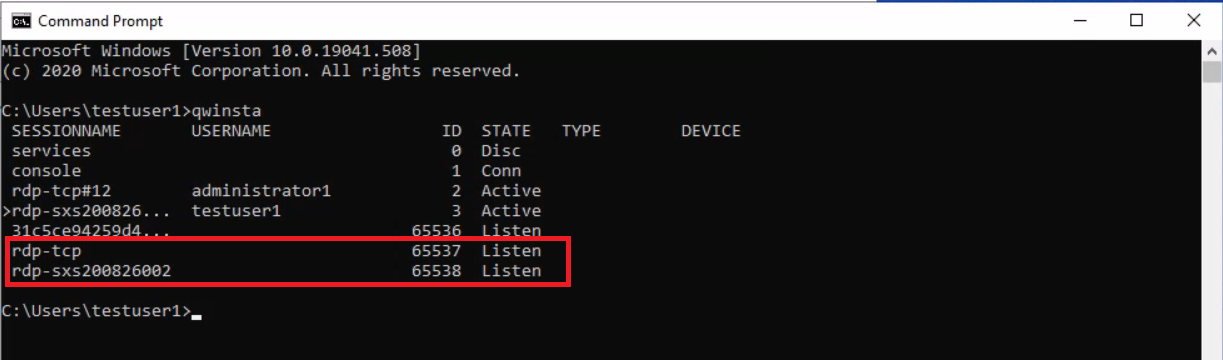 Command Prompt
Microsoft Windows [Version 10.0.19041.508]
(c) 2020 Microsoft Corporation. All rights reserved.
C:\Users\testuser1>qwinsta
SESSIONNAME USERNAME ID STATE TYPE DEVICE
services 0 Disc
console 1 Conn
rdp-tcp#12 administrator1 2 Active
>rdp-sxs200826... testuser1 3 Active
31c5ce94259d4... 65536 Listen
rdp-tcp 65537 Listen
rdp-sxs200826002 65538 Listen
C:\Users\testuser1>